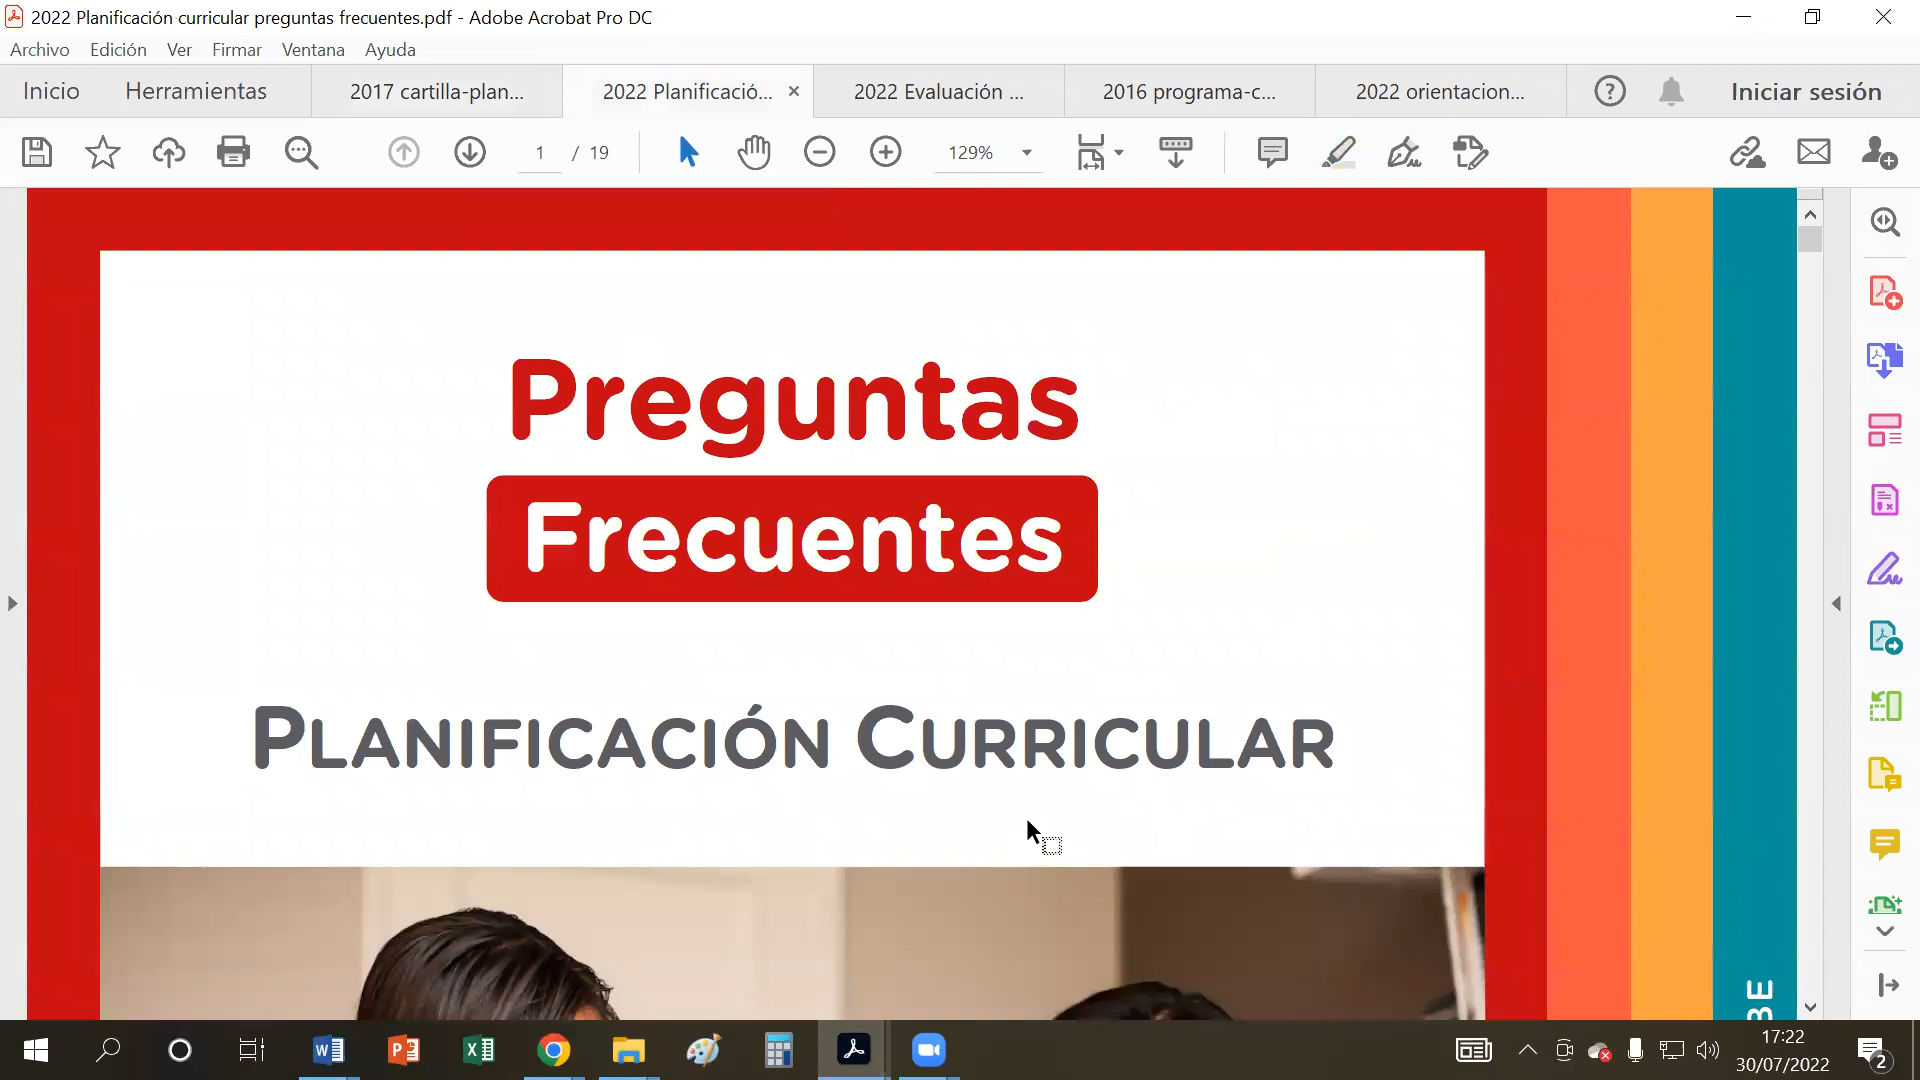 2022 Planificación curricular preguntas frecuentes.pdf - Adobe Acrobat Pro DC
Archivo Edición Ver Firmar Ventana Ayuda
Inicio Herramientas 2017 cartilla-plan... 2022 Planificació... × 2022 Evaluación ... 2016 programa-c... 2022 orientacion... Iniciar sesión
1 / 19 129%
Preguntas
Frecuentes
PLANIFICACIÓN CURRICULAR
BE
17:22
30/07/2022
2